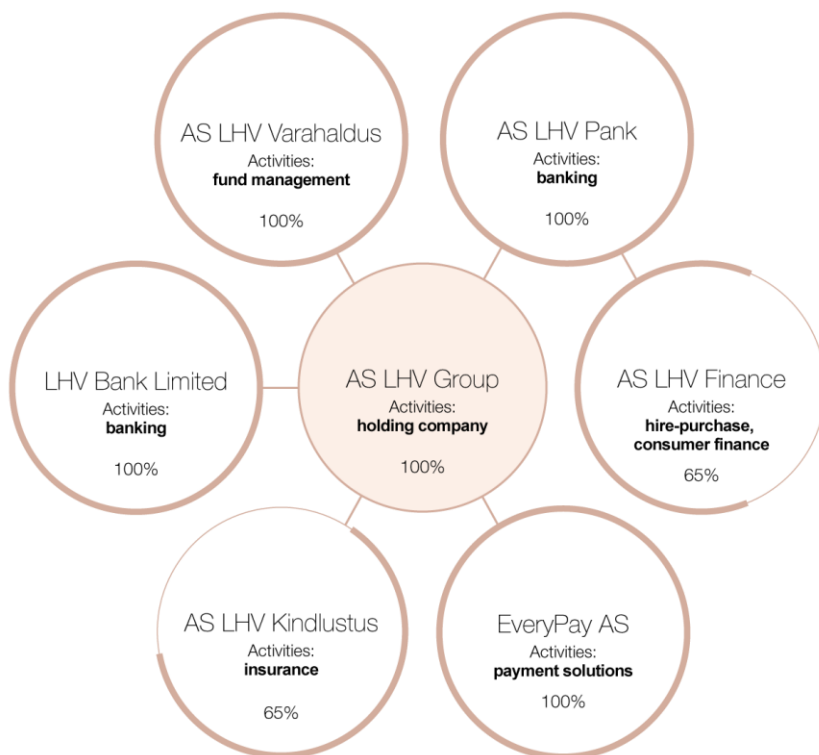 AS LHV Varahaldus
Activities:
fund management
100%
AS LHV Pank
Activities:
banking
100%
LHV Bank Limited
Activities:
banking
100%
AS LHV Group
Activities:
holding company
100%
AS LHV Finance
Activities:
hire-purchase,
consumer finance
65%
AS LHV Kindlustus
Activities:
insurance
65%
EveryPay AS
Activities:
payment solutions
100%